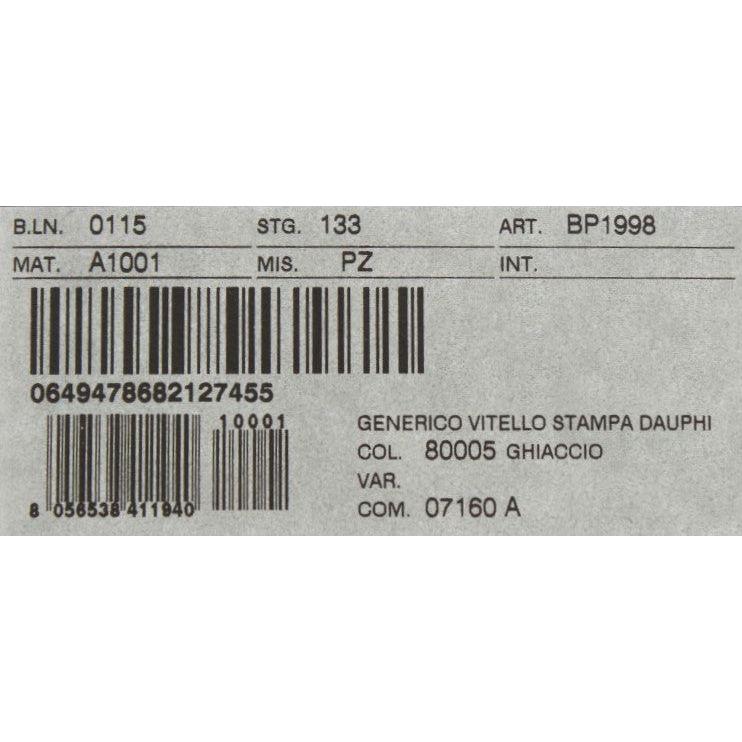 B.LN. 0115 STG. 133 ART. BP1998
MAT. A1001 MIS. PZ INT.
0649478682127455
10001
8 056538 411940
GENERICO VITELLO STAMPA DAUPHI
COL. 80005 GHIACCIO
VAR.
COM. 07160 A